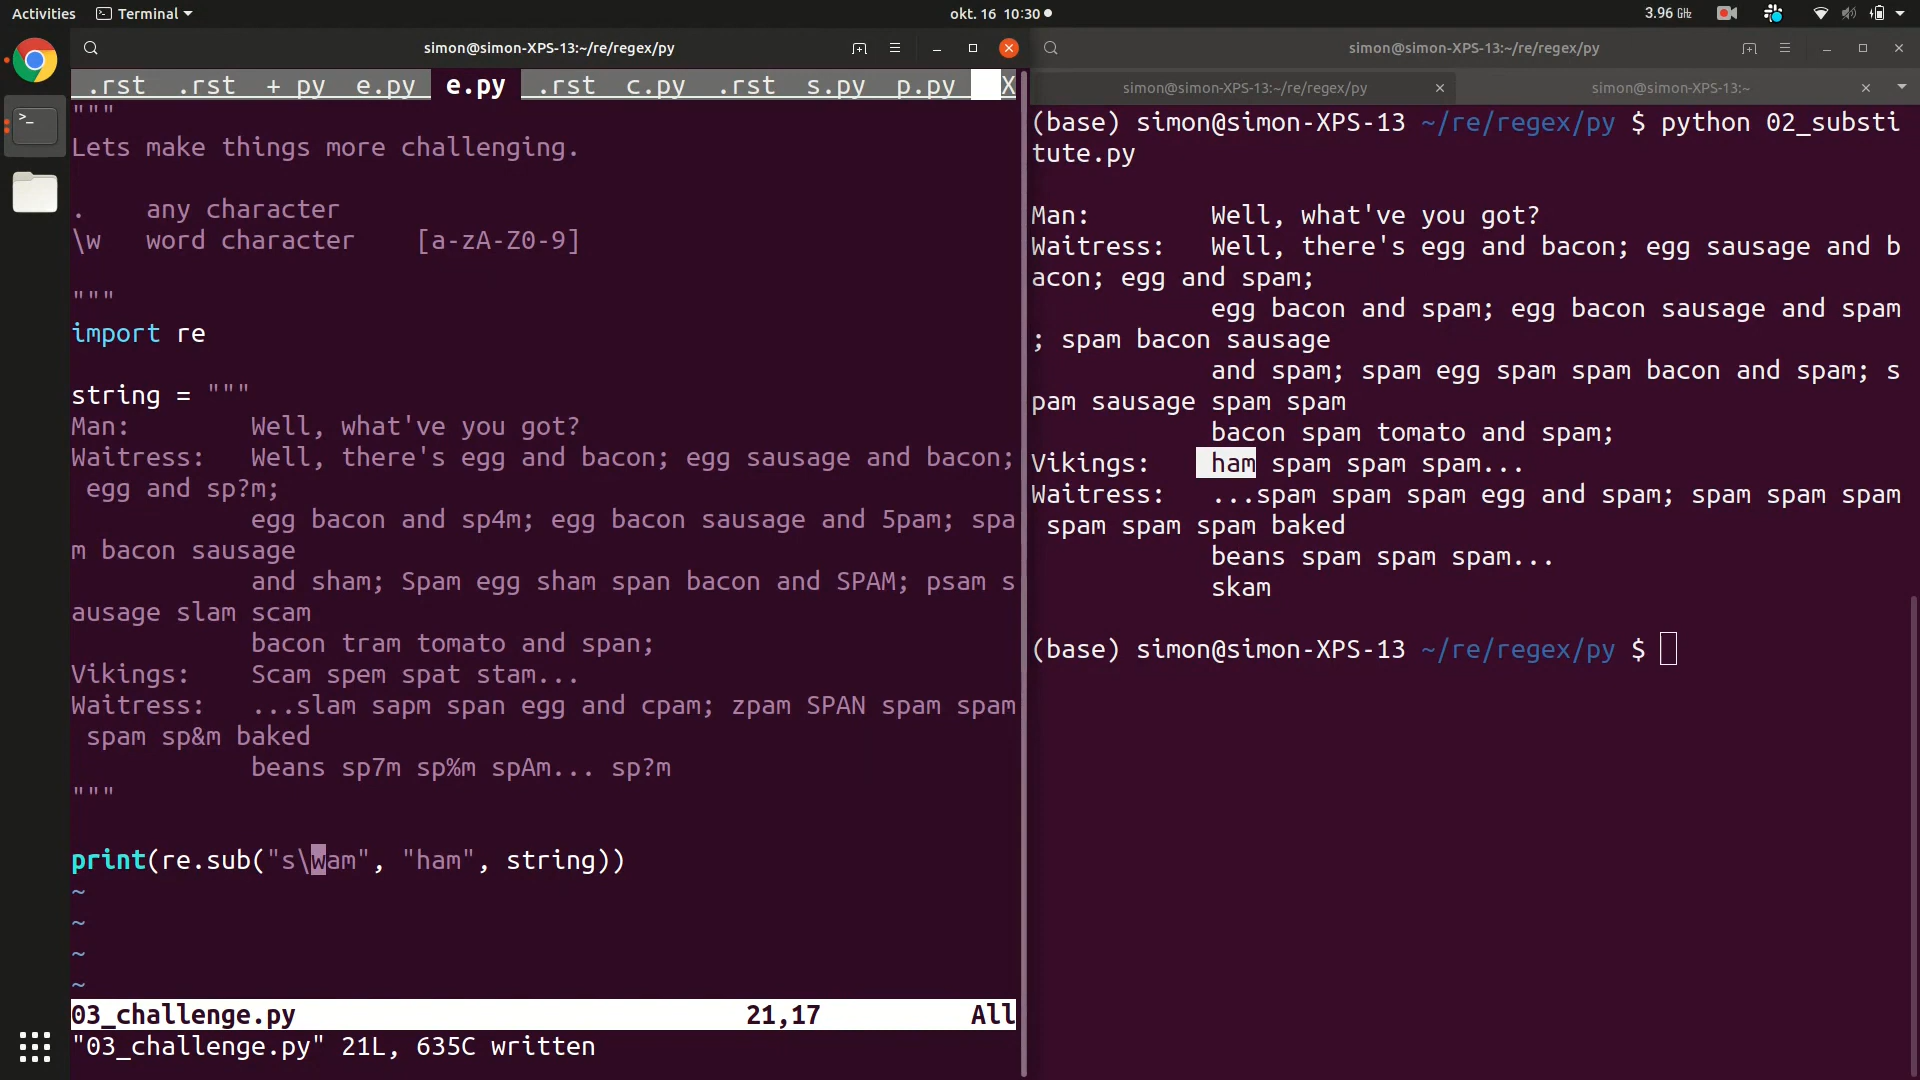 Activities Terminal okt. 16 10:30 3.96 GHz
simon@simon-XPS-13:~/re/regex/py
.rst .rst + py e.py e.py .rst c.py .rst s.py p.py X
"""
Lets make things more challenging.
. any character
\w word character [a-zA-Z0-9]
"""
import re
string = """
Man: Well, what've you got?
Waitress: Well, there's egg and bacon; egg sausage and bacon;
egg and sp?m;
egg bacon and sp4m; egg bacon sausage and 5pam; spa
m bacon sausage
and sham; Spam egg sham span bacon and SPAM; psam s
ausage slam scam
bacon tram tomato and span;
Vikings: Scam spem spat stam...
Waitress: ...slam sapm span egg and cpam; zpam SPAN spam spam
spam sp&m baked
beans sp7m sp%m spAm... sp?m
"""
print(re.sub("s\wam", "ham", string))
~
~
~
~
03_challenge.py 21,17 All
"03_challenge.py" 21L, 635C written
simon@simon-XPS-13:~/re/regex/py
simon@simon-XPS-13:~/re/regex/py simon@simon-XPS-13:~
(base) simon@simon-XPS-13 ~/re/regex/py $ python 02_substi
tute.py
Man: Well, what've you got?
Waitress: Well, there's egg and bacon; egg sausage and b
acon; egg and spam;
egg bacon and spam; egg bacon sausage and spam
; spam bacon sausage
and spam; spam egg spam spam bacon and spam; s
pam sausage spam spam
bacon spam tomato and spam;
Vikings: ham spam spam spam...
Waitress: ...spam spam spam egg and spam; spam spam spam
spam spam spam baked
beans spam spam spam...
skam
(base) simon@simon-XPS-13 ~/re/regex/py $